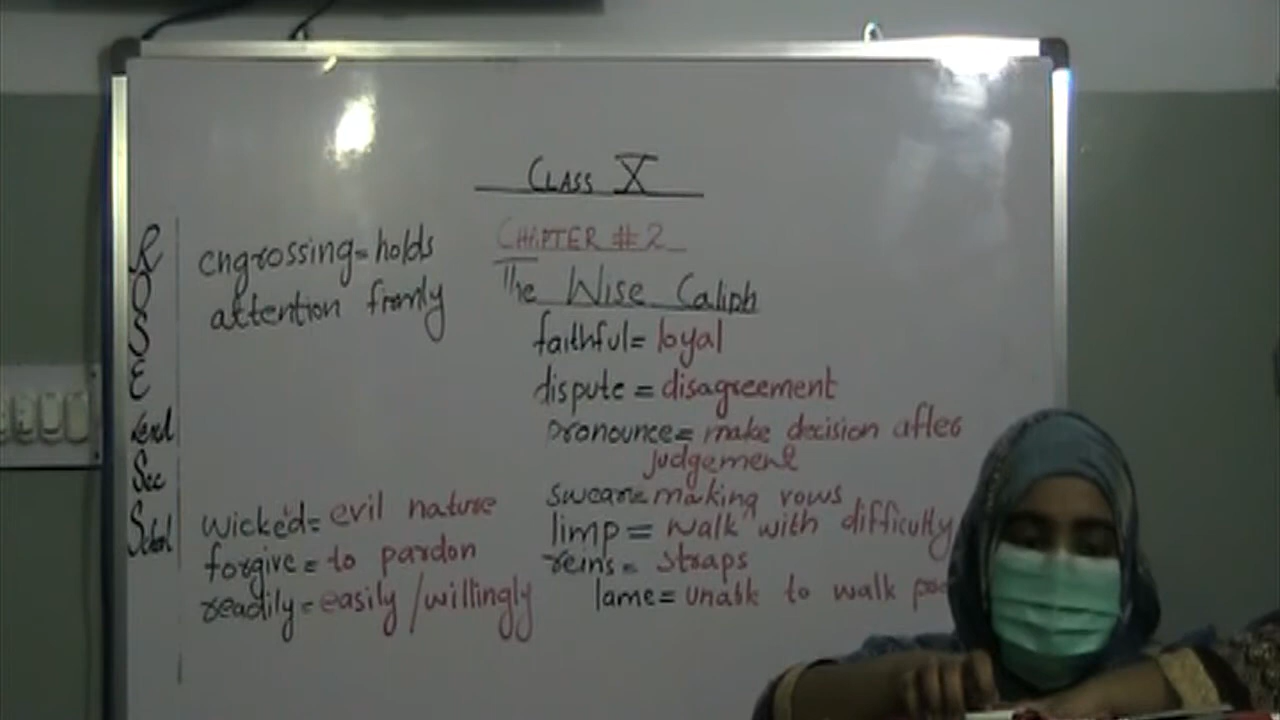 CLASS X
CHAPTER #2
The Wise Caliph
R
O
S
E
Sec
School
engrossing = holds
attention firmly
wicked = evil nature
forgive = to pardon
readily = easily / willingly
faithful = loyal
dispute = disagreement
pronounce = make decision after
judgement
swear = making vows
limp = walk with difficulty
reins = straps
lame = unable to walk